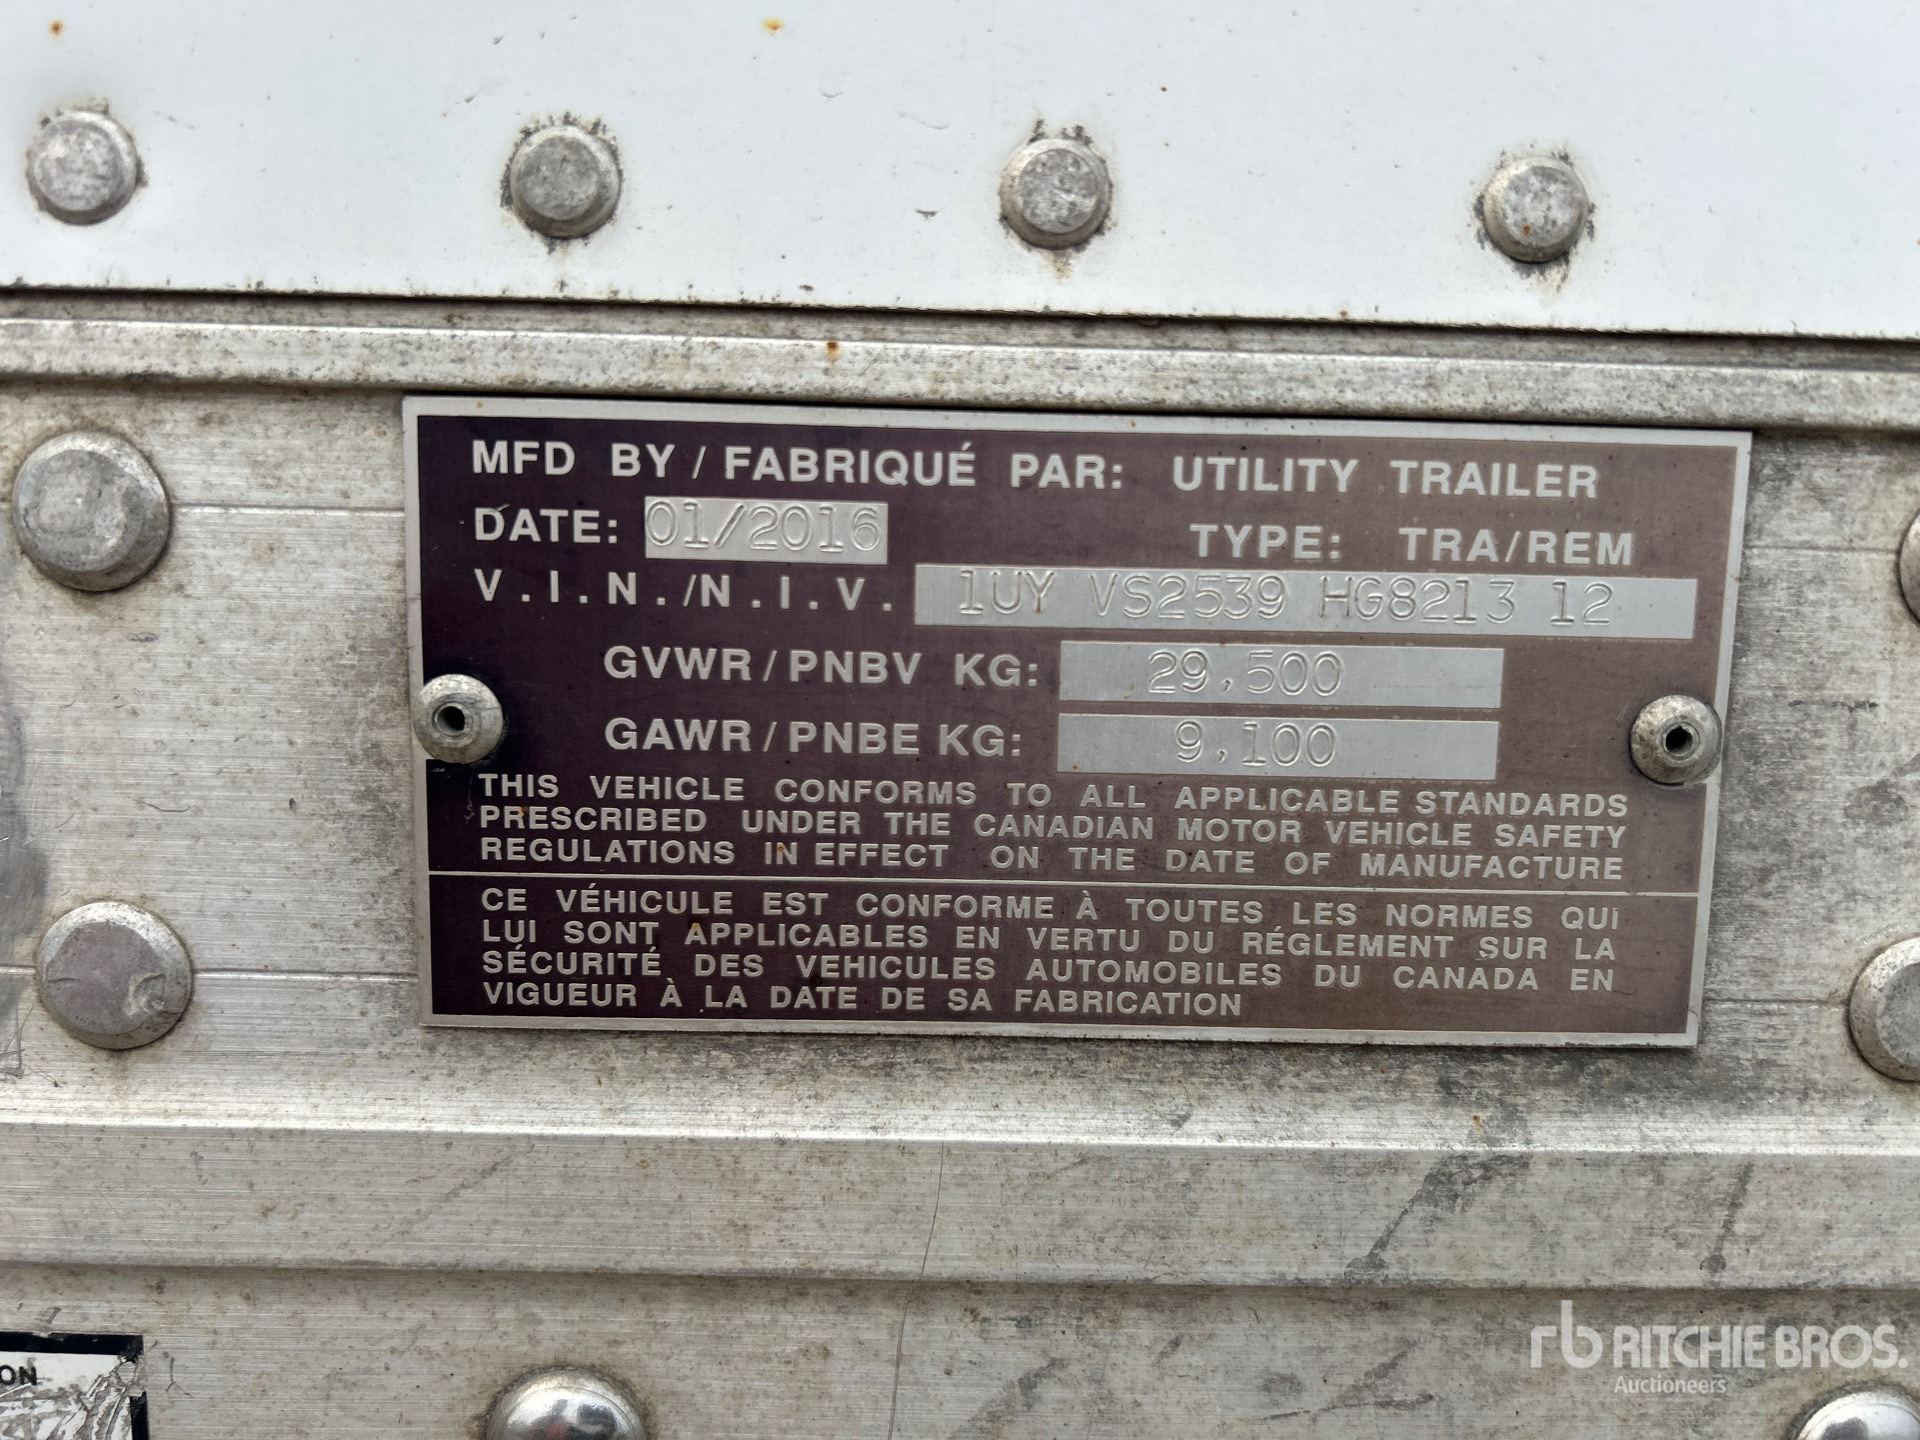 MFD BY / FABRIQUÉ PAR: UTILITY TRAILER
DATE: 01/2016 TYPE: TRA/REM
V.I.N./N.I.V. 1UY VS2539 HG8213 12
GVWR/PNBV KG: 29,500
GAWR/PNBE KG: 9,100
THIS VEHICLE CONFORMS TO ALL APPLICABLE STANDARDS
PRESCRIBED UNDER THE CANADIAN MOTOR VEHICLE SAFETY
REGULATIONS IN EFFECT ON THE DATE OF MANUFACTURE
CE VÉHICULE EST CONFORME À TOUTES LES NORMES QUI
LUI SONT APPLICABLES EN VERTU DU RÉGLEMENT SUR LA
SÉCURITÉ DES VEHICULES AUTOMOBILES DU CANADA EN
VIGUEUR À LA DATE DE SA FABRICATION
ON
rb RITCHIE BROS.
Auctioneers